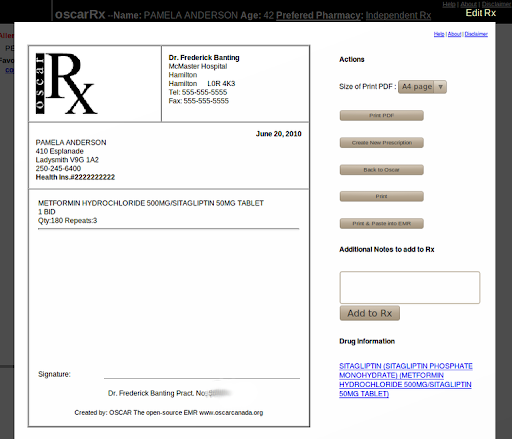 oscarRx - Name: PAMELA ANDERSON Age: 42 Prefered Pharmacy: Independent Rx
Help | About | Disclaimer
Edit Rx
Help | About | Disclaimer
oscar
Rx
Dr. Frederick Banting
McMaster Hospital
Hamilton
Hamilton L0R 4K3
Tel: 555-555-5555
Fax: 555-555-5555
June 20, 2010
PAMELA ANDERSON
410 Esplanade
Ladysmith V9G 1A2
250-245-6400
Health Ins.#2222222222
METFORMIN HYDROCHLORIDE 500MG/SITAGLIPTIN 50MG TABLET
1 BID
Qty:180 Repeats:3
Signature:
Dr. Frederick Banting Pract. No.
Created by: OSCAR The open-source EMR www.oscarcanada.org
Actions
Size of Print PDF : A4 page
Print PDF
Create New Prescription
Back to Oscar
Print
Print & Paste into EMR
Additional Notes to add to Rx
Add to Rx
Drug Information
SITAGLIPTIN (SITAGLIPTIN PHOSPHATE
MONOHYDRATE) (METFORMIN
HYDROCHLORIDE 500MG/SITAGLIPTIN
50MG TABLET)